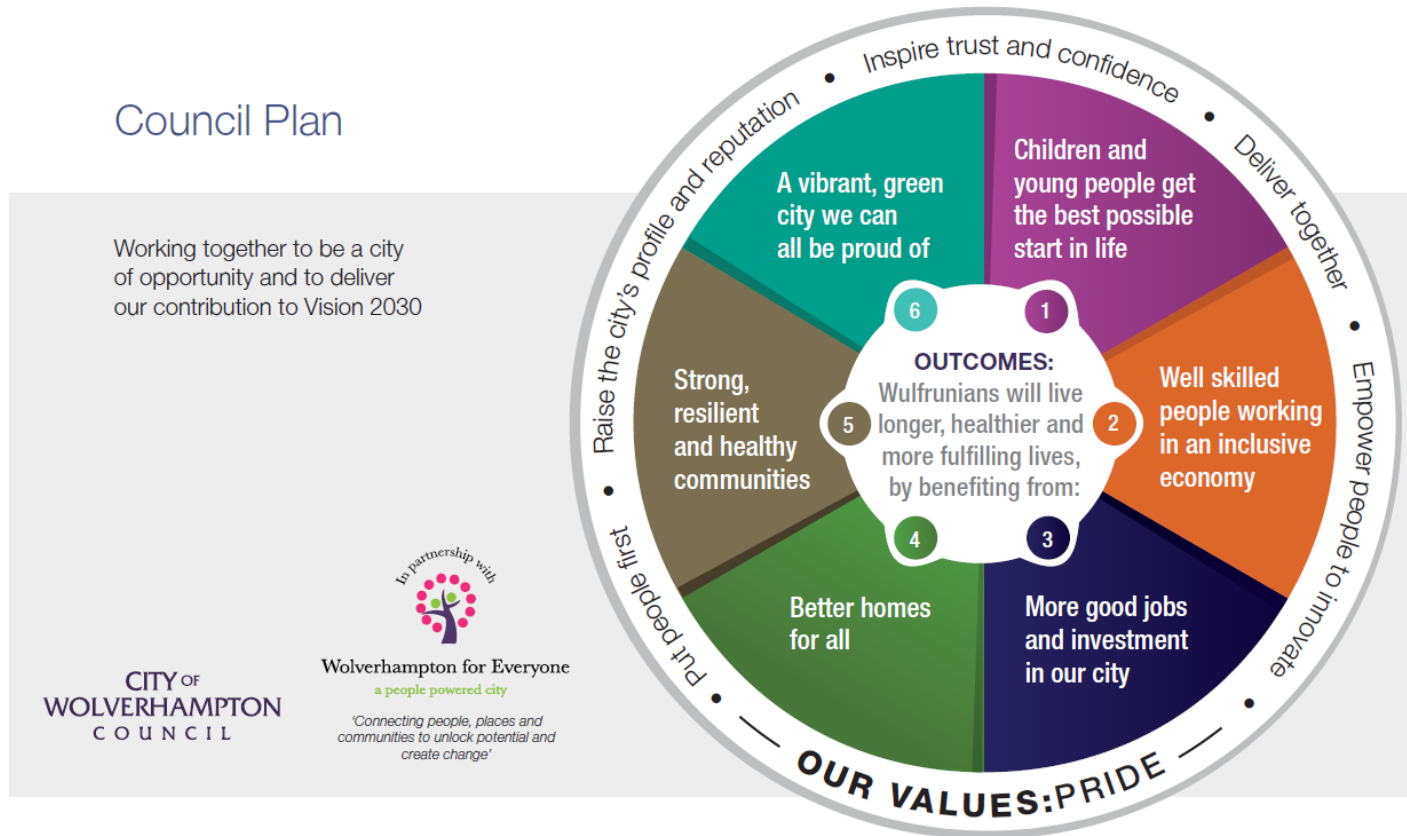 Council Plan
Working together to be a city
of opportunity and to deliver
our contribution to Vision 2030
In partnership with
Wolverhampton for Everyone
a people powered city
‘Connecting people, places and
communities to unlock potential and
create change’
CITY OF
WOLVERHAMPTON
COUNCIL
• Put people first • Raise the city’s profile and reputation • Inspire trust and confidence • Deliver together • Empower people to innovate •
OUR VALUES:PRIDE
OUTCOMES:
Wulfrunians will live
longer, healthier and
more fulfilling lives,
by benefiting from:
1
Children and
young people get
the best possible
start in life
2
Well skilled
people working
in an inclusive
economy
3
More good jobs
and investment
in our city
4
Better homes
for all
5
Strong,
resilient
and healthy
communities
6
A vibrant, green
city we can
all be proud of